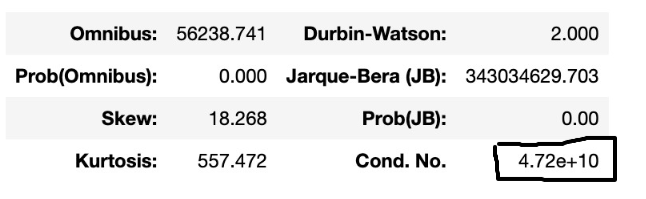 Omnibus: 56238.741 Durbin-Watson: 2.000
Prob(Omnibus): 0.000 Jarque-Bera (JB): 343034629.703
Skew: 18.268 Prob(JB): 0.00
Kurtosis: 557.472 Cond. No. 4.72e+10